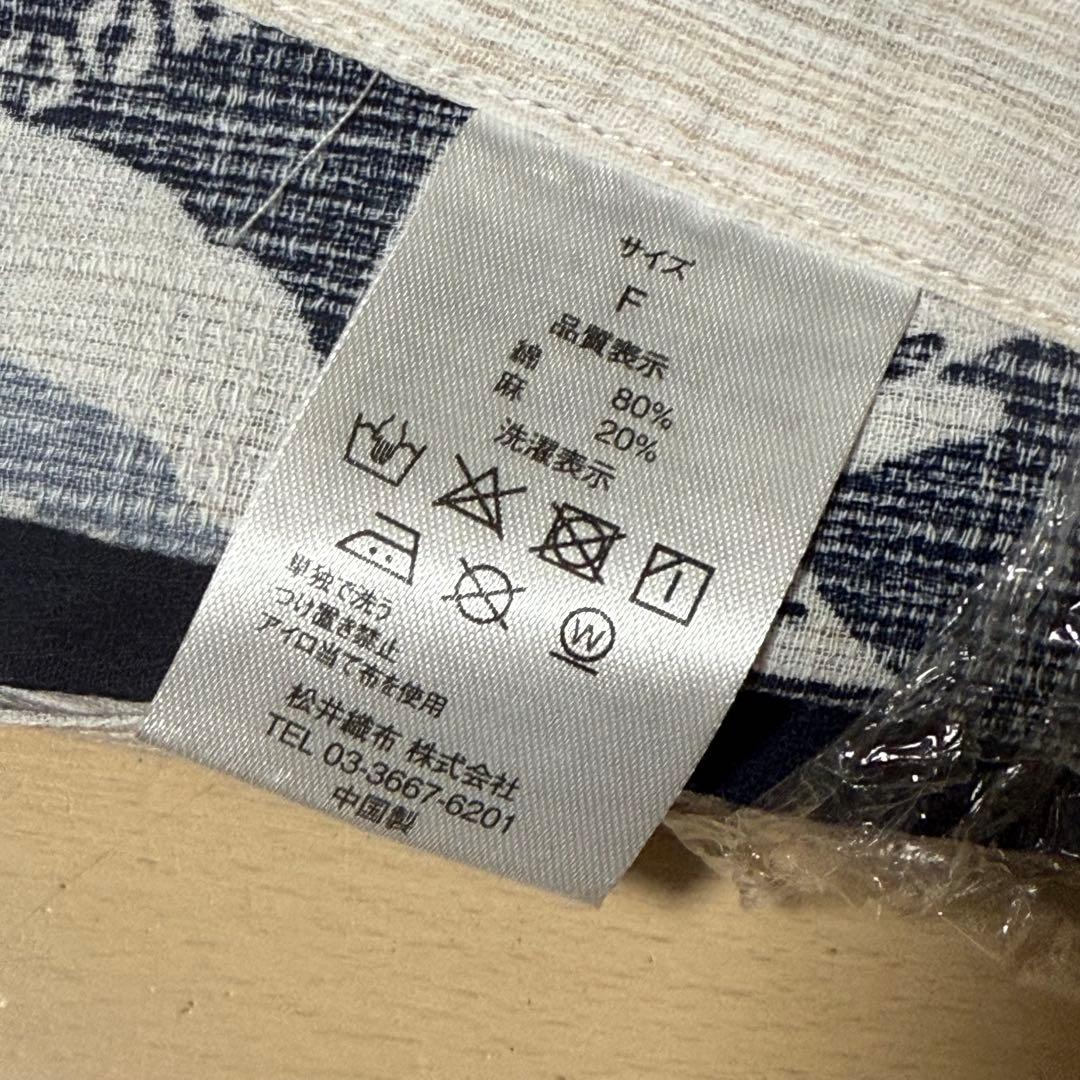 サイズ
F
品質表示
綿 80%
麻 20%
洗濯表示
W
単独で洗う
つけ置き禁止
アイロ当て布を使用
松井織布 株式会社
TEL 03-3667-6201
中国製